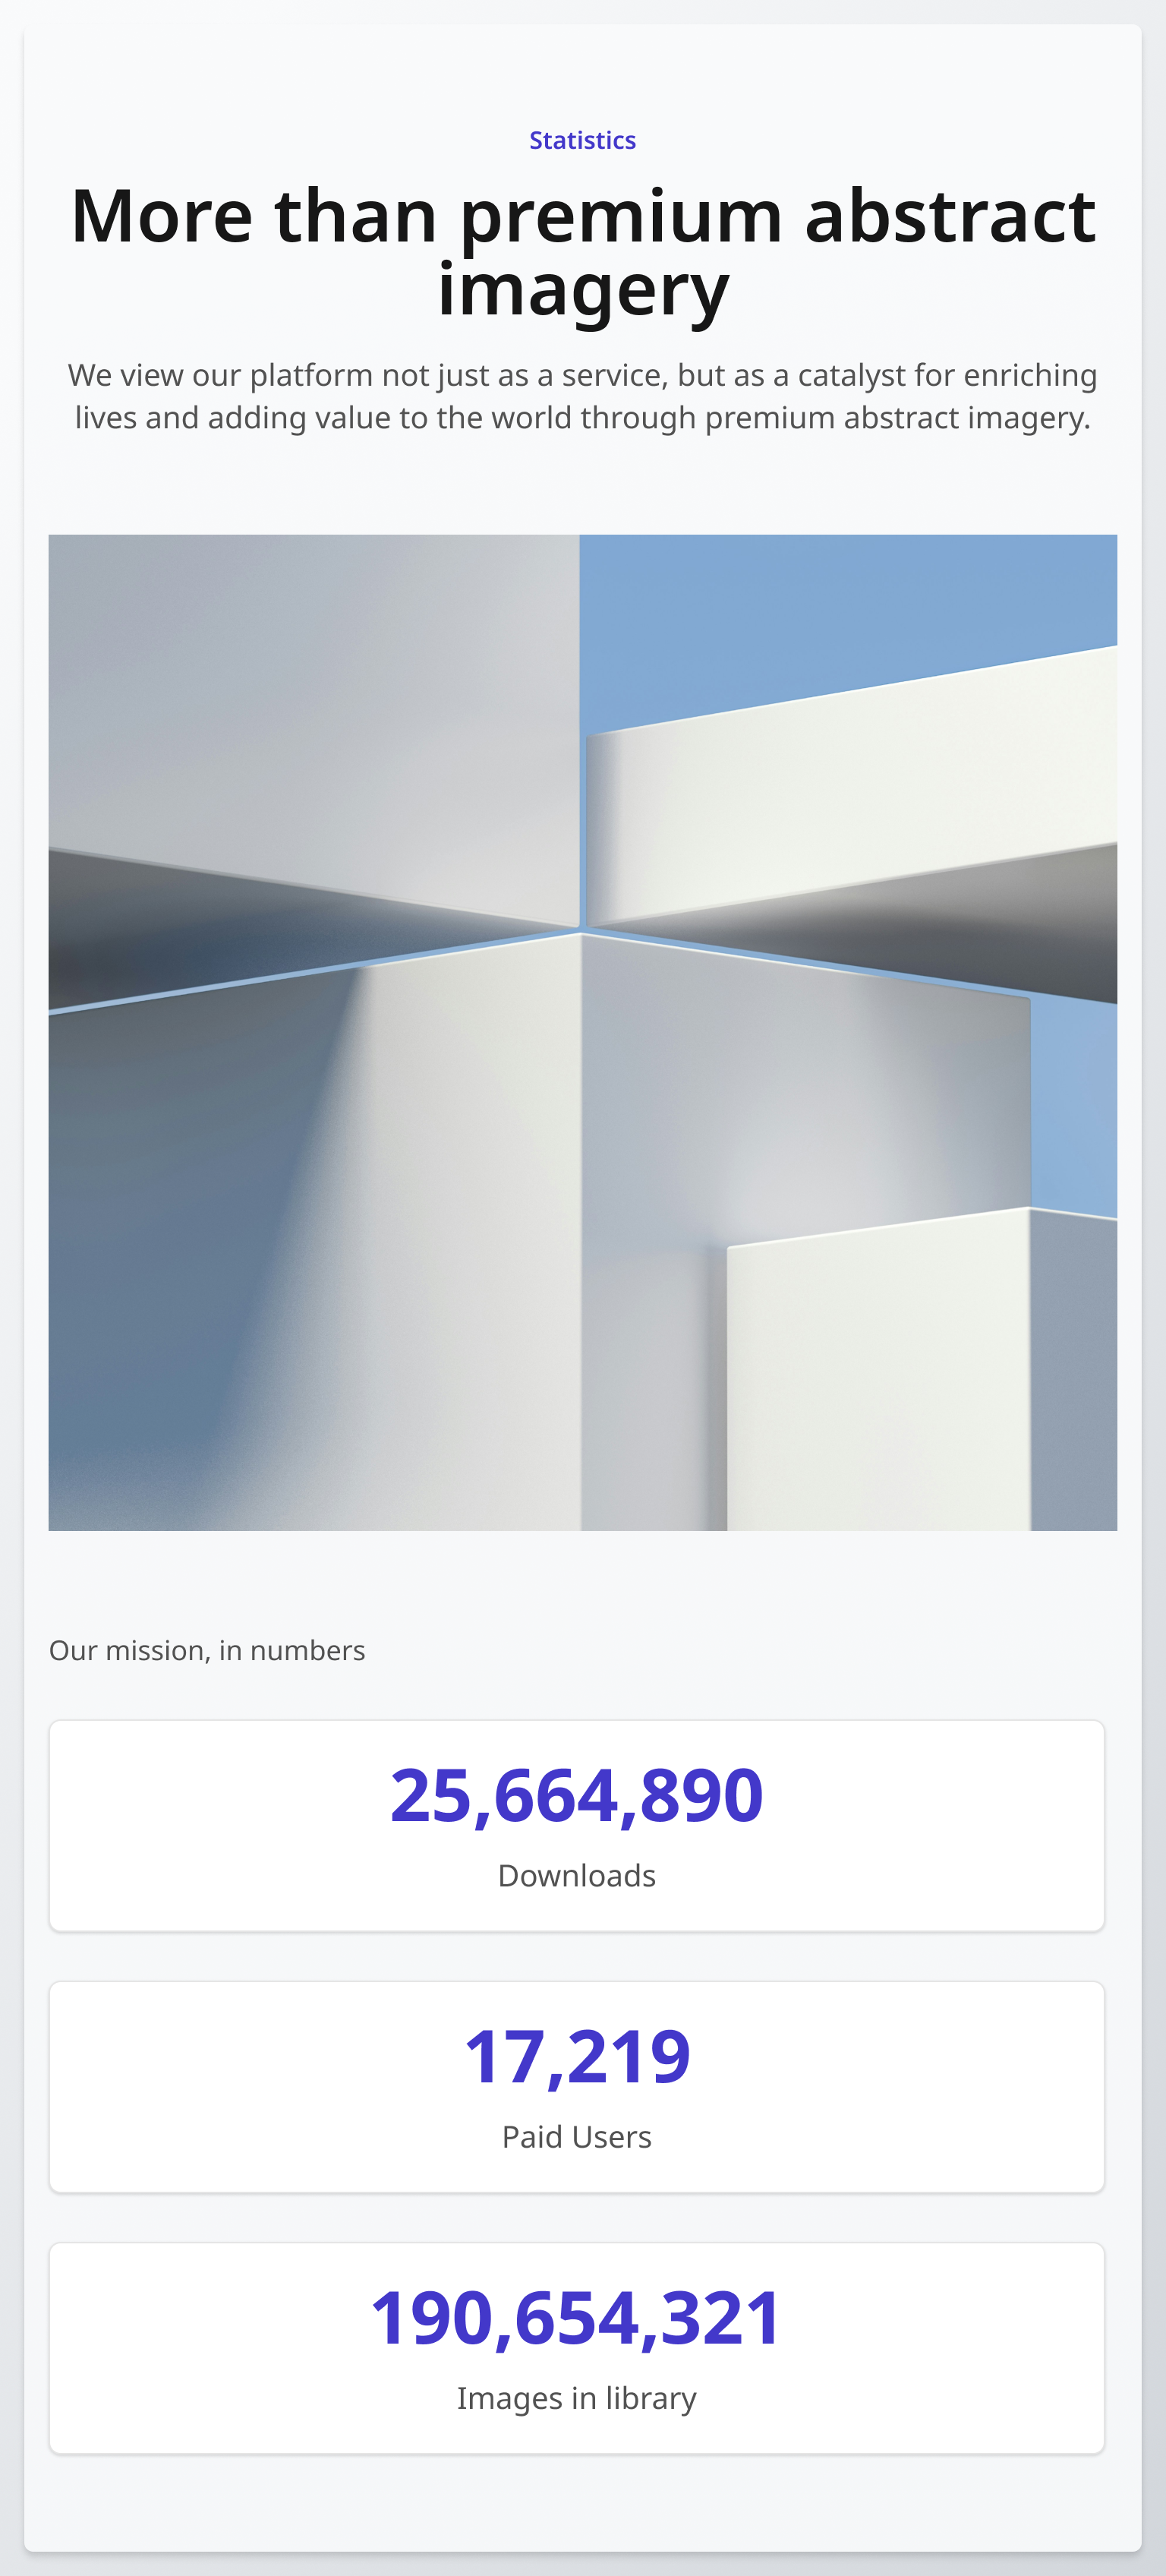 Statistics
More than premium abstract
imagery
We view our platform not just as a service, but as a catalyst for enriching
lives and adding value to the world through premium abstract imagery.
Our mission, in numbers
25,664,890
Downloads
17,219
Paid Users
190,654,321
Images in library